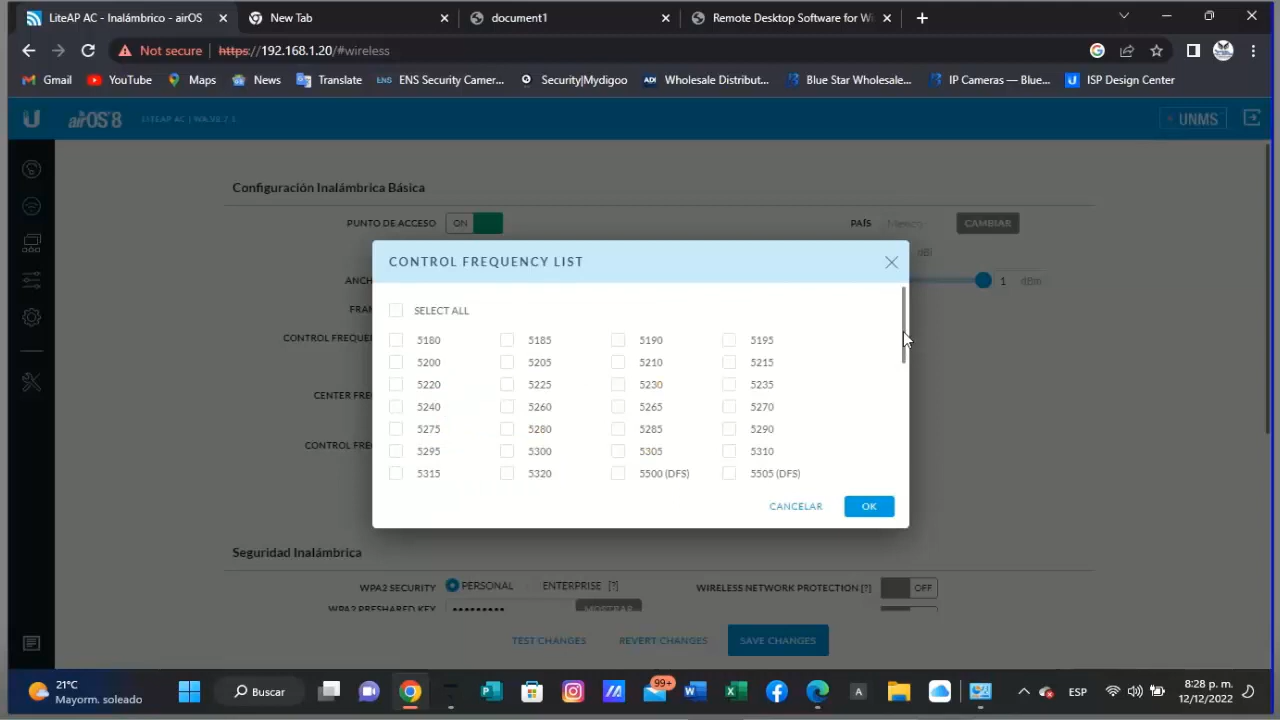 LiteAP AC - Inalámbrico - airOS
New Tab
document1
Remote Desktop Software for Wi
Not secure
https://192.168.1.20/#wireless
Gmail YouTube Maps News Translate ENS Security Camer... Security|Mydigoo Wholesale Distribut... Blue Star Wholesale... IP Cameras — Blue... ISP Design Center
airOS 8 UNMS
Configuración Inalámbrica Básica
PUNTO DE ACCESO ON PAÍS CAMBIAR
dBi
1 dBm
CONTROL FREQUENCY LIST
SELECT ALL
5180 5185 5190 5195
5200 5205 5210 5215
5220 5225 5230 5235
5240 5260 5265 5270
5275 5280 5285 5290
5295 5300 5305 5310
5315 5320 5500 (DFS) 5505 (DFS)
CANCELAR OK
Seguridad Inalámbrica
WPA2 SECURITY PERSONAL ENTERPRISE [?] WIRELESS NETWORK PROTECTION [?] OFF
WPA2 PRESHARED KEY ••••••••• MOSTRAR
TEST CHANGES REVERT CHANGES SAVE CHANGES
21°C
Mayorm. soleado
Buscar
99+
ESP
8:28 p. m.
12/12/2022